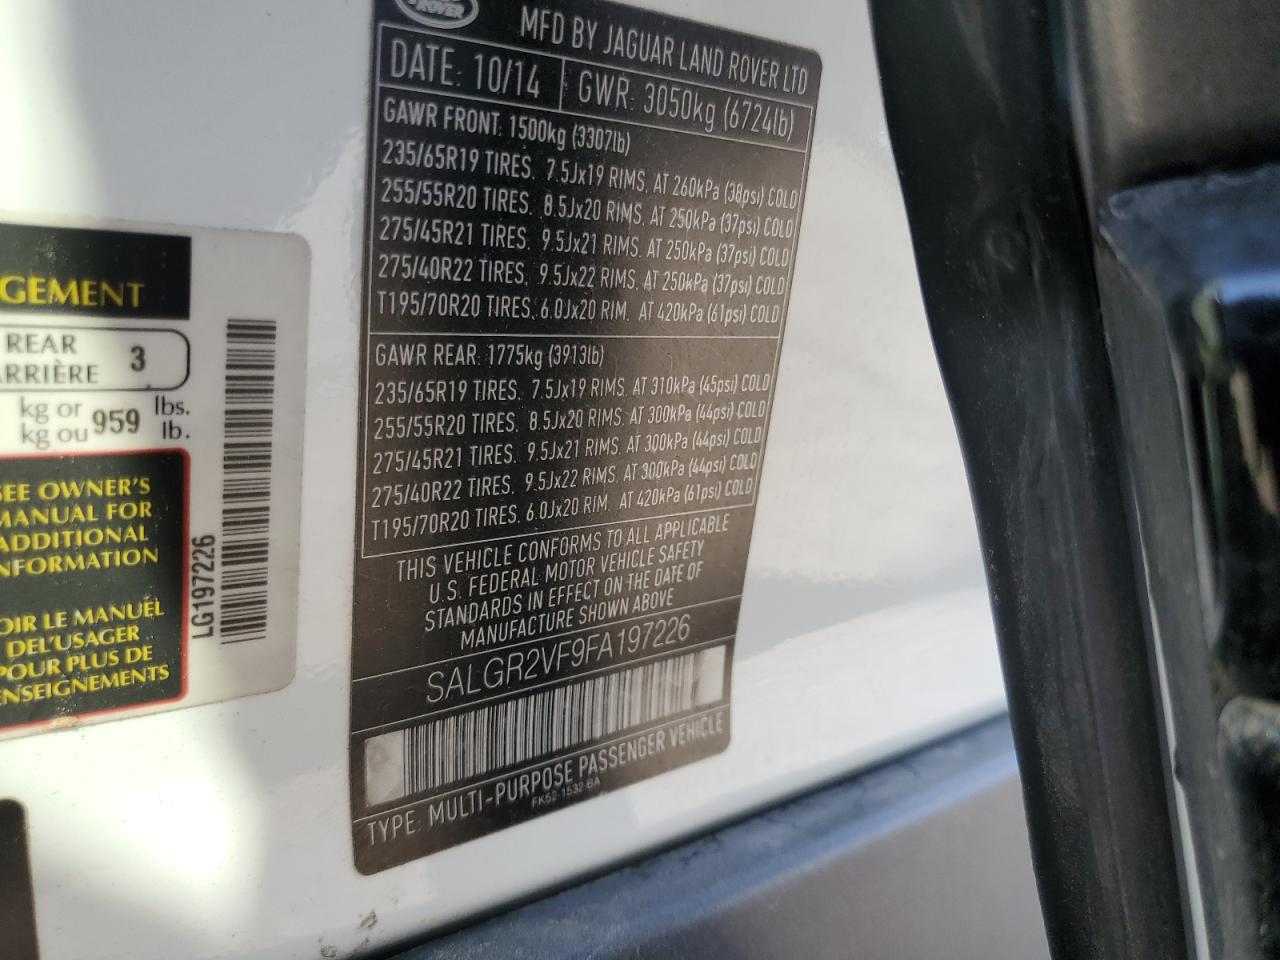 GEMENT
REAR 3
ARRIÈRE
kg or 959 lbs.
kg ou lb.
SEE OWNER'S
MANUAL FOR
ADDITIONAL
INFORMATION
OIR LE MANUEL
DEL'USAGER
POUR PLUS DE
ENSEIGNEMENTS
LG197226
ROVER
MFD BY JAGUAR LAND ROVER LTD
DATE: 10/14 GWR: 3050kg (6724lb)
GAWR FRONT: 1500kg (3307lb)
235/65R19 TIRES, 7.5Jx19 RIMS, AT 260kPa (38psi) COLD
255/55R20 TIRES, 8.5Jx20 RIMS, AT 250kPa (37psi) COLD
275/45R21 TIRES, 9.5Jx21 RIMS, AT 250kPa (37psi) COLD
275/40R22 TIRES, 9.5Jx22 RIMS, AT 250kPa (37psi) COLD
T195/70R20 TIRES, 6.0Jx20 RIM, AT 420kPa (61psi) COLD
GAWR REAR: 1775kg (3913lb)
235/65R19 TIRES, 7.5Jx19 RIMS, AT 310kPa (45psi) COLD
255/55R20 TIRES, 8.5Jx20 RIMS, AT 300kPa (44psi) COLD
275/45R21 TIRES, 9.5Jx21 RIMS, AT 300kPa (44psi) COLD
275/40R22 TIRES, 9.5Jx22 RIMS, AT 300kPa (44psi) COLD
T195/70R20 TIRES, 6.0Jx20 RIM, AT 420kPa (61psi) COLD
THIS VEHICLE CONFORMS TO ALL APPLICABLE
U.S. FEDERAL MOTOR VEHICLE SAFETY
STANDARDS IN EFFECT ON THE DATE OF
MANUFACTURE SHOWN ABOVE
SALGR2VF9FA197226
TYPE: MULTI-PURPOSE PASSENGER VEHICLE
FK52-1532-BA